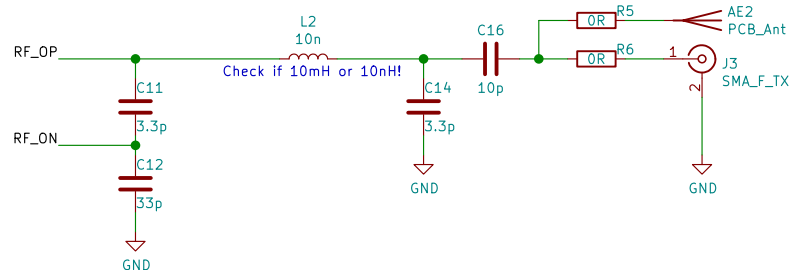 RF_OP
L2
10n
Check if 10mH or 10nH!
C16
10p
R5
0R
AE2
PCB_Ant
R6
0R
1
J3
SMA_F_TX
2
C11
3.3p
C14
3.3p
RF_ON
C12
33p
GND
GND
GND